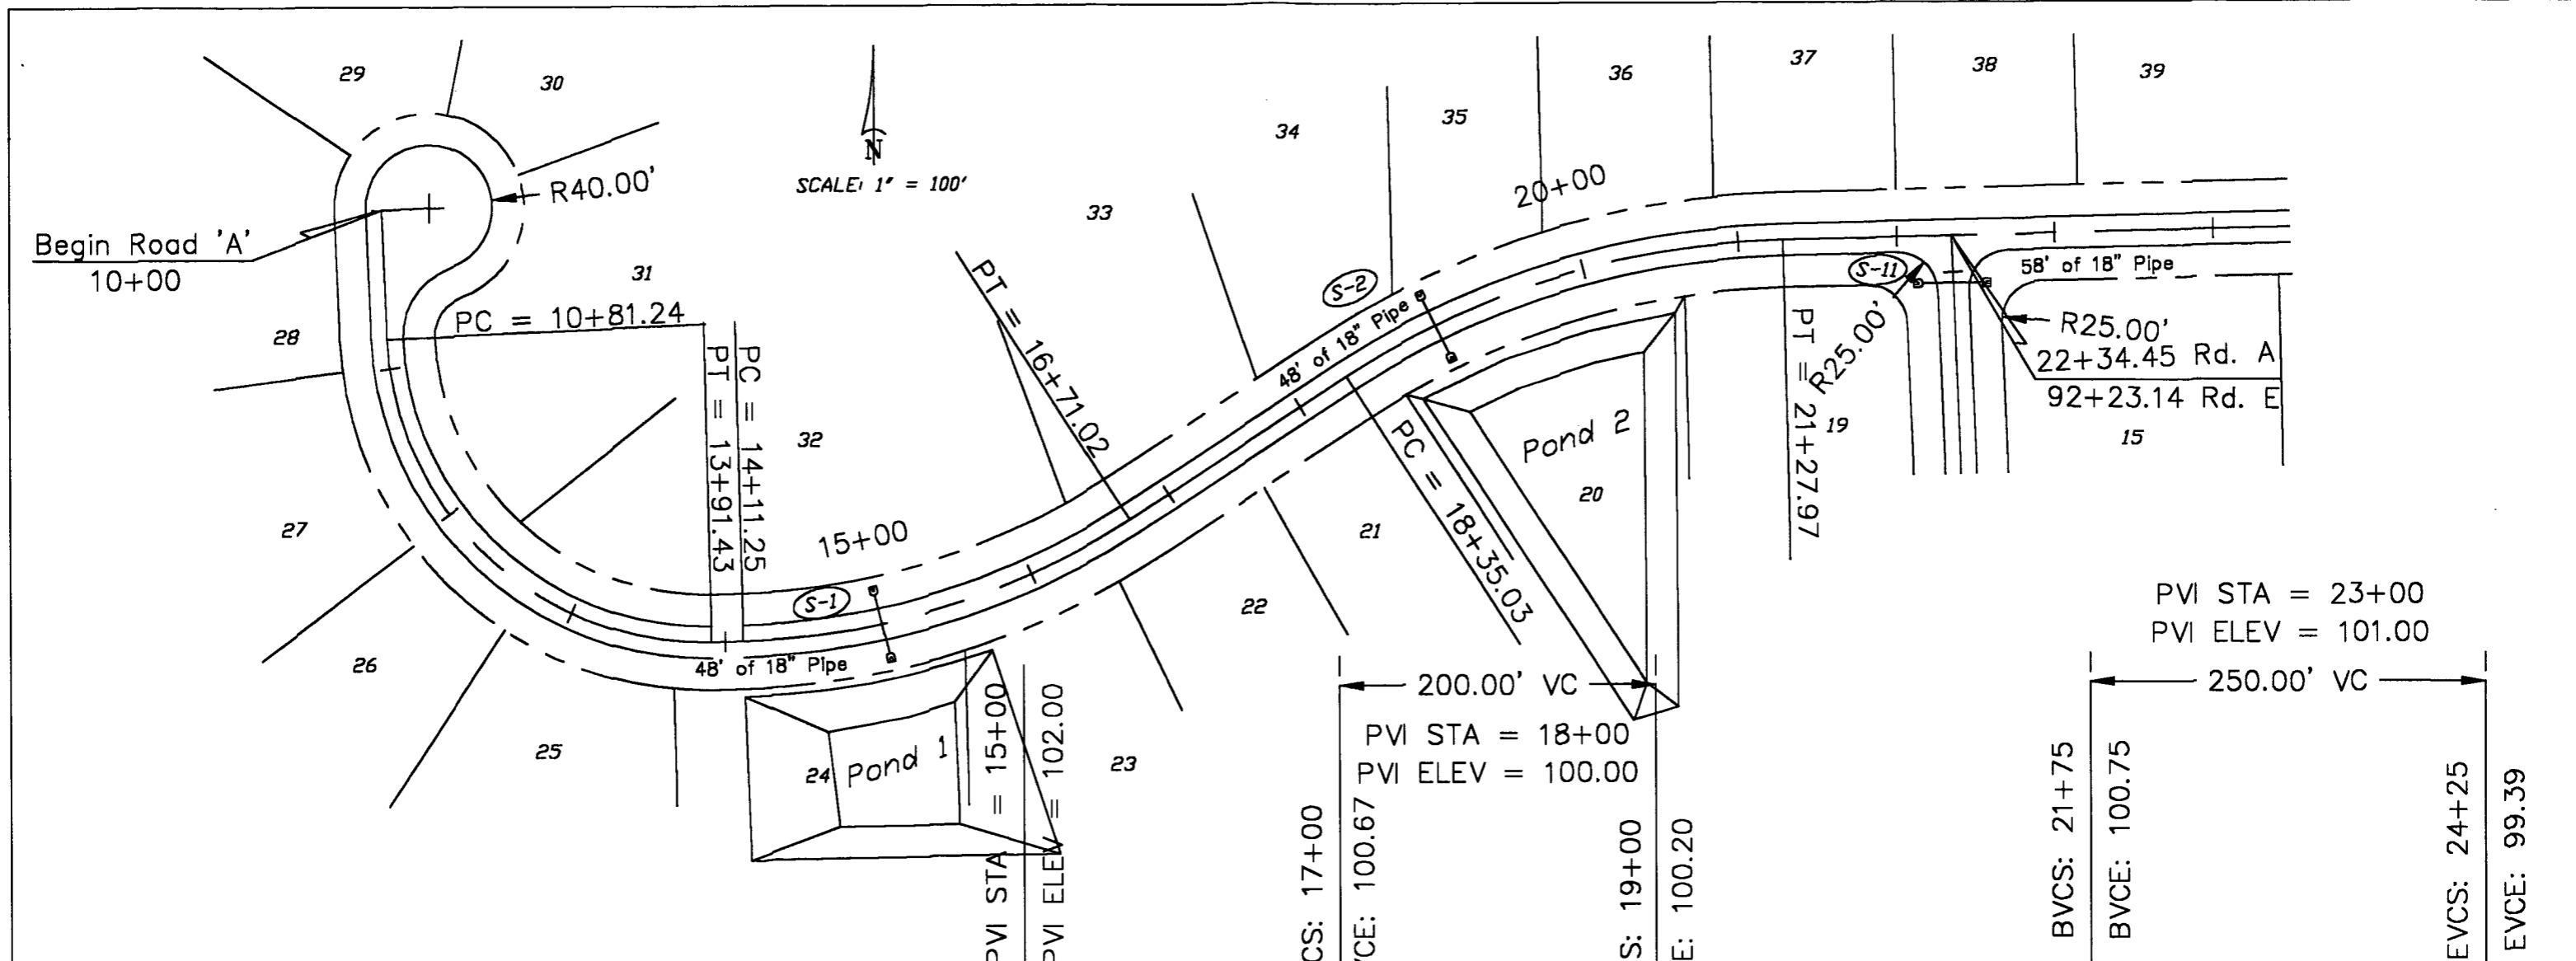 29
30
36
37
38
39
35
34
N
SCALE: 1" = 100'
R40.00'
20+00
33
Begin Road 'A'
10+00
31
S-2
S-11
58' of 18" Pipe
28
PC = 10+81.24
48' of 18" Pipe
R25.00'
R25.00'
22+34.45 Rd. A
92+23.14 Rd. E
PT = 13+91.43
PC = 14+11.25
PT = 16+71.02
PC = 18+35.03
PT = 21+27.97
32
Pond 2
19
15
20
27
21
15+00
S-1
22
26
48' of 18" Pipe
25
24
Pond 1
23
PVI STA = 15+00
PVI ELEV = 102.00
200.00' VC
PVI STA = 18+00
PVI ELEV = 100.00
CS: 17+00
CE: 100.67
S: 19+00
E: 100.20
PVI STA = 23+00
PVI ELEV = 101.00
250.00' VC
BVCS: 21+75
BVCE: 100.75
EVCS: 24+25
EVCE: 99.39